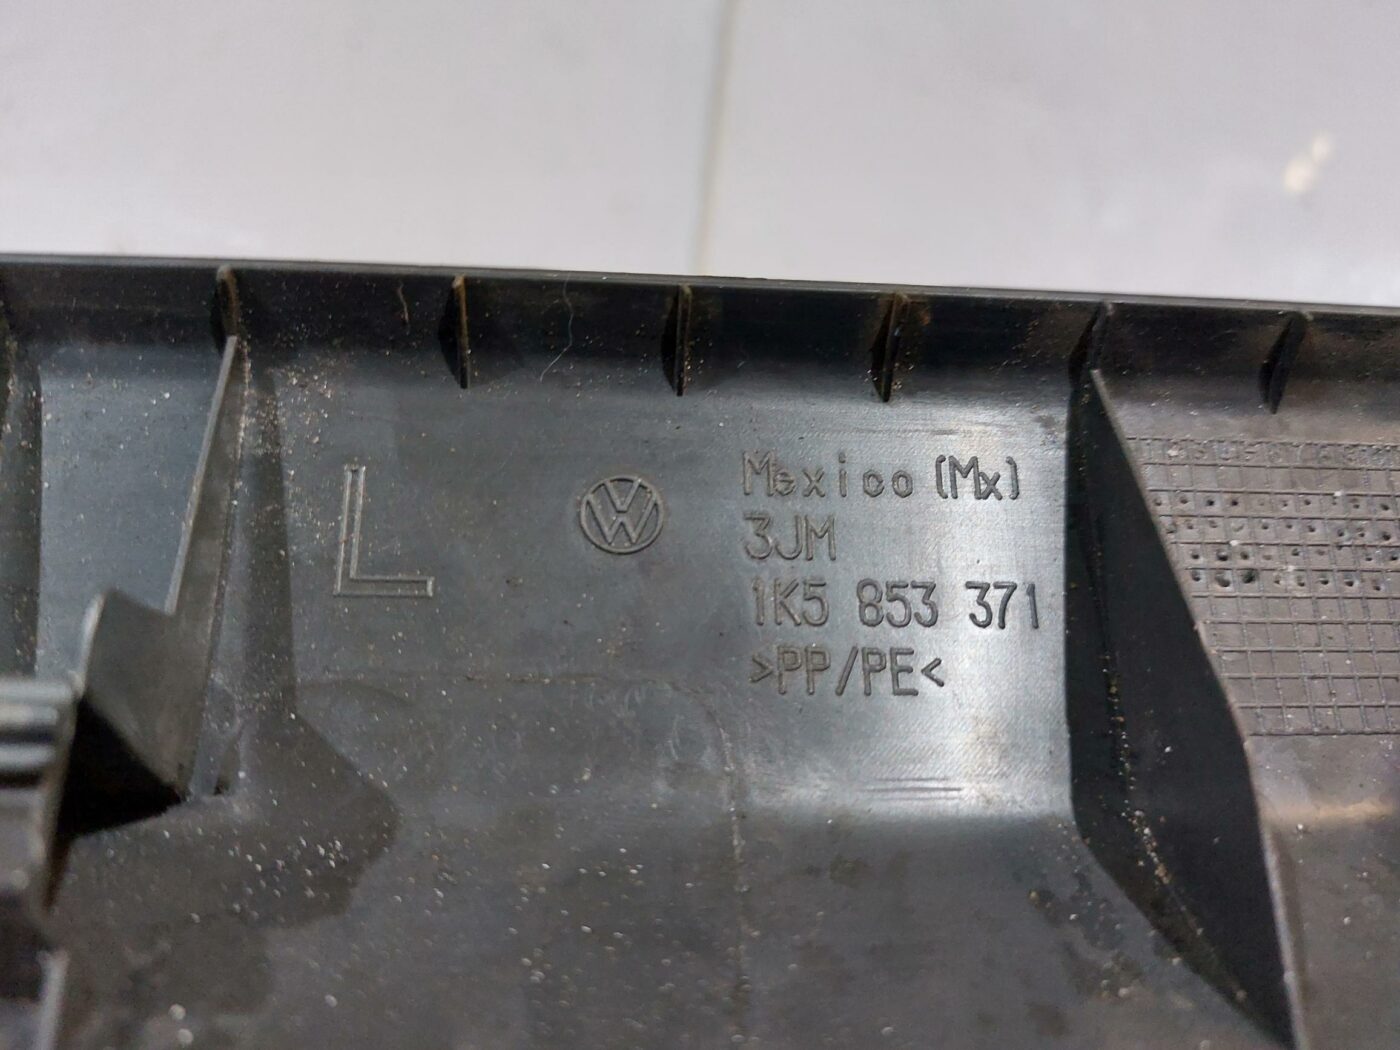 L
Mexico (Mx)
3JM
1K5 853 371
>PP/PE<